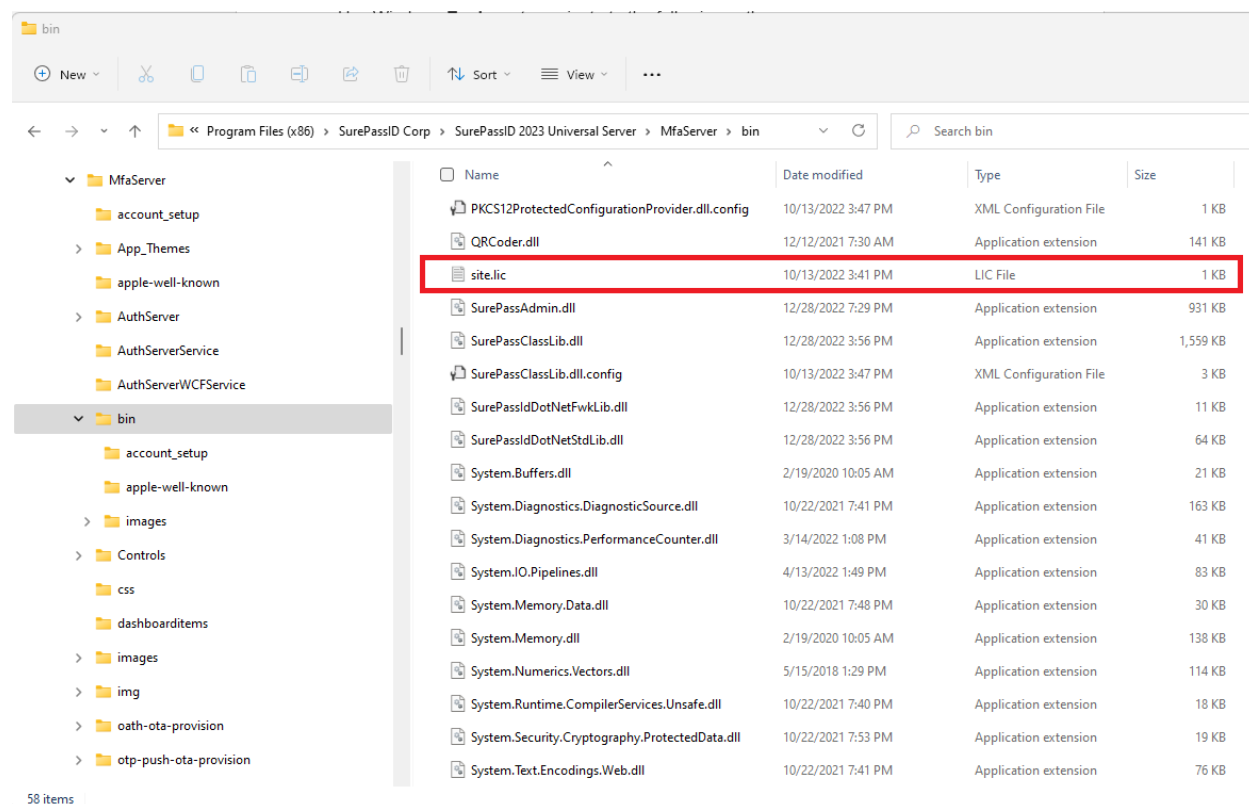 bin
New Sort View ...
« Program Files (x86) > SurePassID Corp > SurePassID 2023 Universal Server > MfaServer > bin Search bin
MfaServer
account_setup
App_Themes
apple-well-known
AuthServer
AuthServerService
AuthServerWCFService
bin
account_setup
apple-well-known
images
Controls
css
dashboarditems
images
img
oath-ota-provision
otp-push-ota-provision
Name Date modified Type Size
PKCS12ProtectedConfigurationProvider.dll.config 10/13/2022 3:47 PM XML Configuration File 1 KB
QRCoder.dll 12/12/2021 7:30 AM Application extension 141 KB
site.lic 10/13/2022 3:41 PM LIC File 1 KB
SurePassAdmin.dll 12/28/2022 7:29 PM Application extension 931 KB
SurePassClassLib.dll 12/28/2022 3:56 PM Application extension 1,559 KB
SurePassClassLib.dll.config 10/13/2022 3:47 PM XML Configuration File 3 KB
SurePassIdDotNetFwkLib.dll 12/28/2022 3:56 PM Application extension 11 KB
SurePassIdDotNetStdLib.dll 12/28/2022 3:56 PM Application extension 64 KB
System.Buffers.dll 2/19/2020 10:05 AM Application extension 21 KB
System.Diagnostics.DiagnosticSource.dll 10/22/2021 7:41 PM Application extension 163 KB
System.Diagnostics.PerformanceCounter.dll 3/14/2022 1:08 PM Application extension 41 KB
System.IO.Pipelines.dll 4/13/2022 1:49 PM Application extension 83 KB
System.Memory.Data.dll 10/22/2021 7:48 PM Application extension 30 KB
System.Memory.dll 2/19/2020 10:05 AM Application extension 138 KB
System.Numerics.Vectors.dll 5/15/2018 1:29 PM Application extension 114 KB
System.Runtime.CompilerServices.Unsafe.dll 10/22/2021 7:40 PM Application extension 18 KB
System.Security.Cryptography.ProtectedData.dll 10/22/2021 7:53 PM Application extension 19 KB
System.Text.Encodings.Web.dll 10/22/2021 7:41 PM Application extension 76 KB
58 items